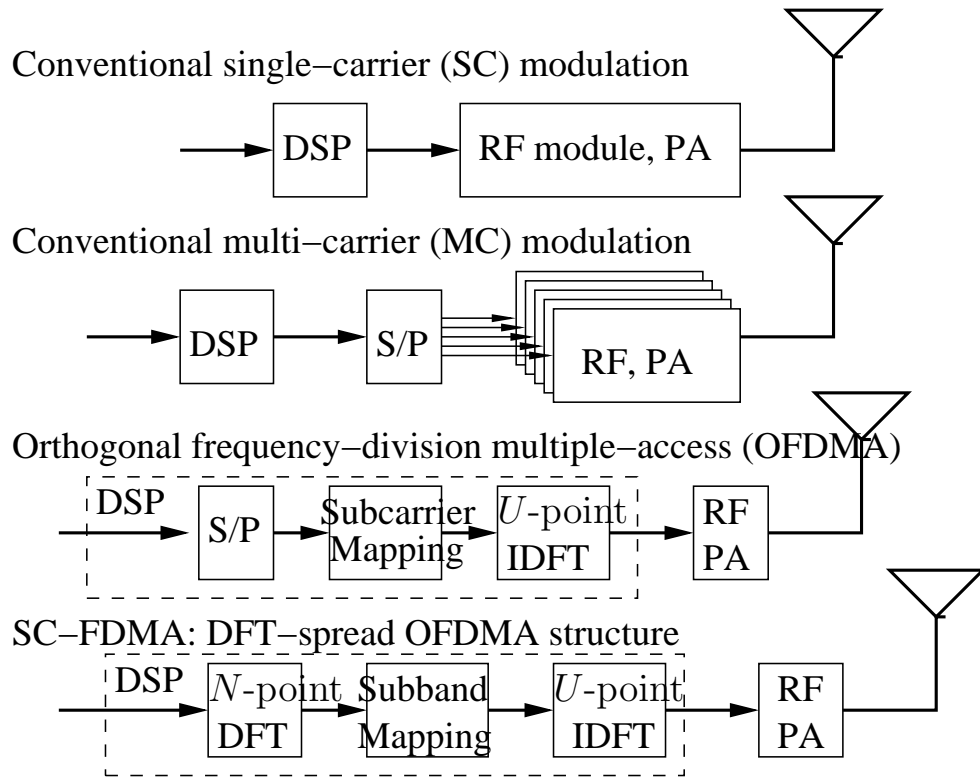 Conventional single−carrier (SC) modulation
DSP
RF module, PA
Conventional multi−carrier (MC) modulation
DSP
S/P
RF, PA
Orthogonal frequency−division multiple−access (OFDMA)
DSP
S/P
Subcarrier
Mapping
U-point
IDFT
RF
PA
SC−FDMA: DFT−spread OFDMA structure
DSP
N-point
DFT
Subband
Mapping
U-point
IDFT
RF
PA